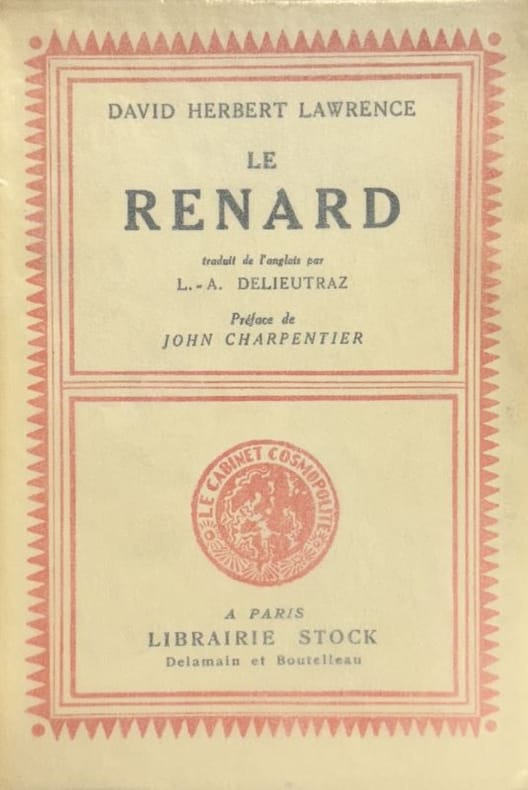 DAVID HERBERT LAWRENCE
LE
RENARD
traduit de l'anglais par
L.-A. DELIEUTRAZ
Préface de
JOHN CHARPENTIER
LE CABINET COSMOPOLITE
A PARIS
LIBRAIRIE STOCK
Delamain et Boutelleau